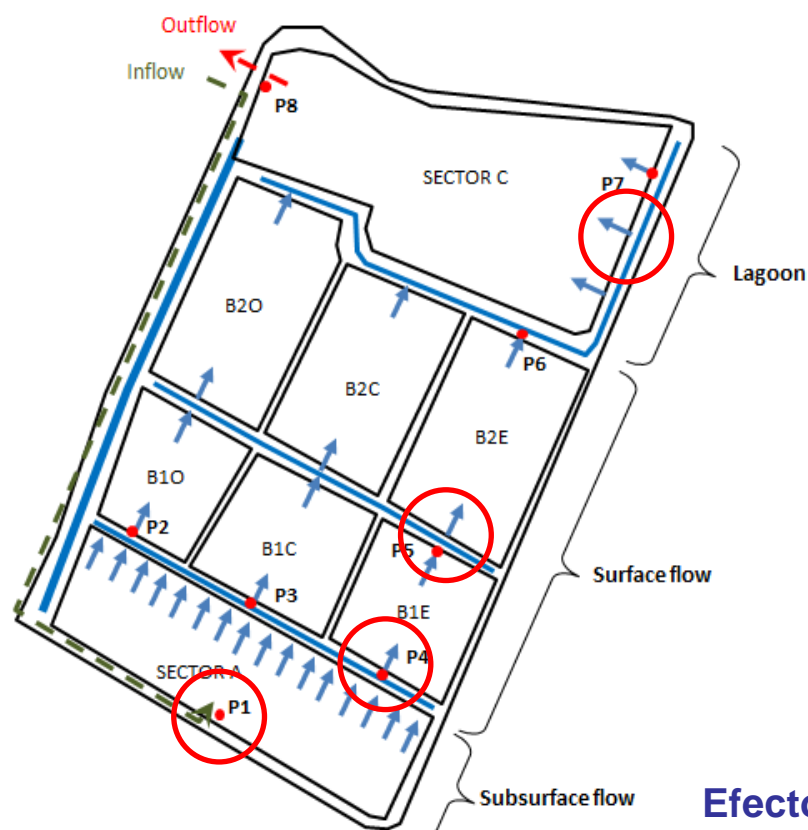 Outflow
Inflow
P8
SECTOR C
P7
Lagoon
B2O
P6
B2C
B2E
B1O
P2
P5
B1C
Surface flow
P3
B1E
P4
SECTOR A
P1
Subsurface flow
Efecto